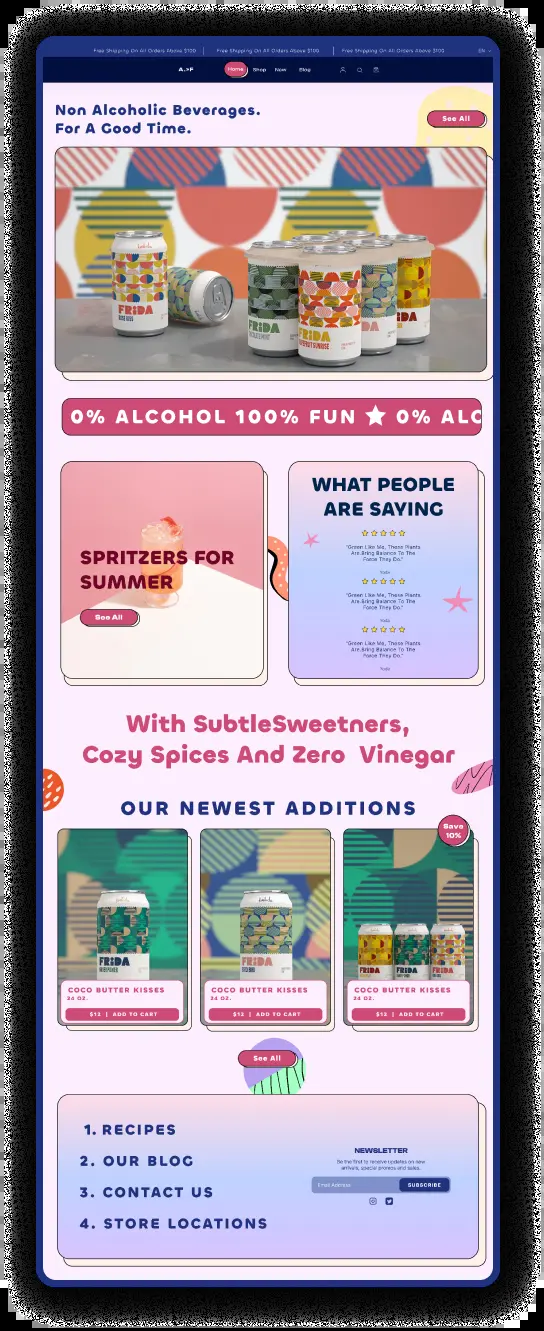 Free Shipping On All Orders Above $100
Free Shipping On All Orders Above $100
Free Shipping On All Orders Above $100
EN
A.>F
Home
Shop
Now
Blog
Non Alcoholic Beverages.
For A Good Time.
See All
FRIDA
FRIDA
FRIDA
0% ALCOHOL 100% FUN ★ 0% ALC
SPRITZERS FOR
SUMMER
See All
WHAT PEOPLE
ARE SAYING
"Green Like Me, These Plants
Are.Bring Balance To The
Force They Do."
Yoda
"Green Like Me, These Plants
Are.Bring Balance To The
Force They Do."
Yoda
"Green Like Me, These Plants
Are.Bring Balance To The
Force They Do."
Yoda
With SubtleSweetners,
Cozy Spices And Zero Vinegar
OUR NEWEST ADDITIONS
Save
10%
FRIDA
FRIDA
FRIDA
FRIDA
FRIDA
COCO BUTTER KISSES
24 OZ.
$12 | ADD TO CART
COCO BUTTER KISSES
24 OZ.
$12 | ADD TO CART
COCO BUTTER KISSES
24 OZ.
$12 | ADD TO CART
See All
1. RECIPES
2. OUR BLOG
3. CONTACT US
4. STORE LOCATIONS
NEWSLETTER
Be the first to receive updates on new
arrivals, special promos and sales.
Email Address
SUBSCRIBE